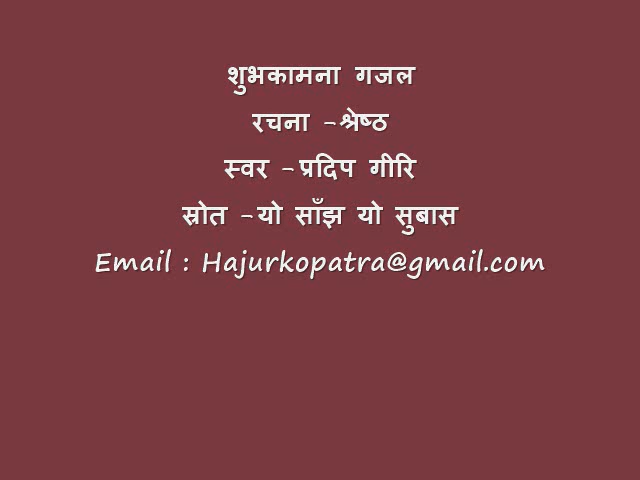 शुभकामना गजल
रचना -श्रेष्ठ
स्वर -प्रदिप गीरि
स्रोत -यो साँझ यो सुबास
Email : Hajurkopatra@gmail.com